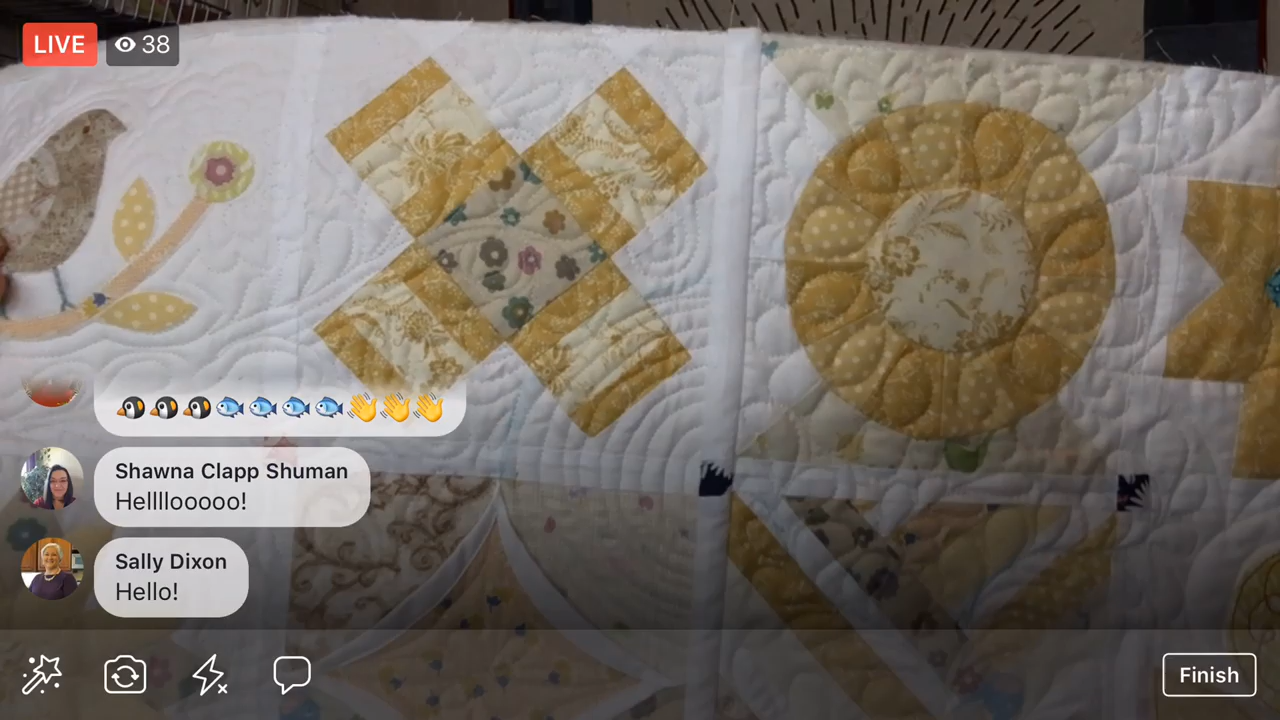 LIVE 38
🐧🐧🐧🐟🐟🐟🐟👋👋👋
Shawna Clapp Shuman
Hellllooooo!
Sally Dixon
Hello!
Finish